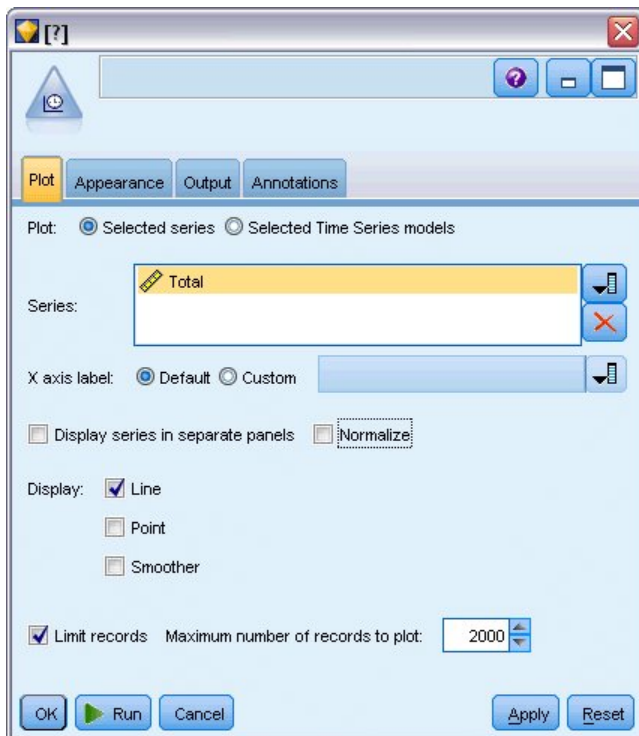 [?]
Plot Appearance Output Annotations
Plot: Selected series Selected Time Series models
Series: Total
X axis label: Default Custom
Display series in separate panels Normalize
Display: Line
Point
Smoother
Limit records Maximum number of records to plot: 2000
OK Run Cancel Apply Reset